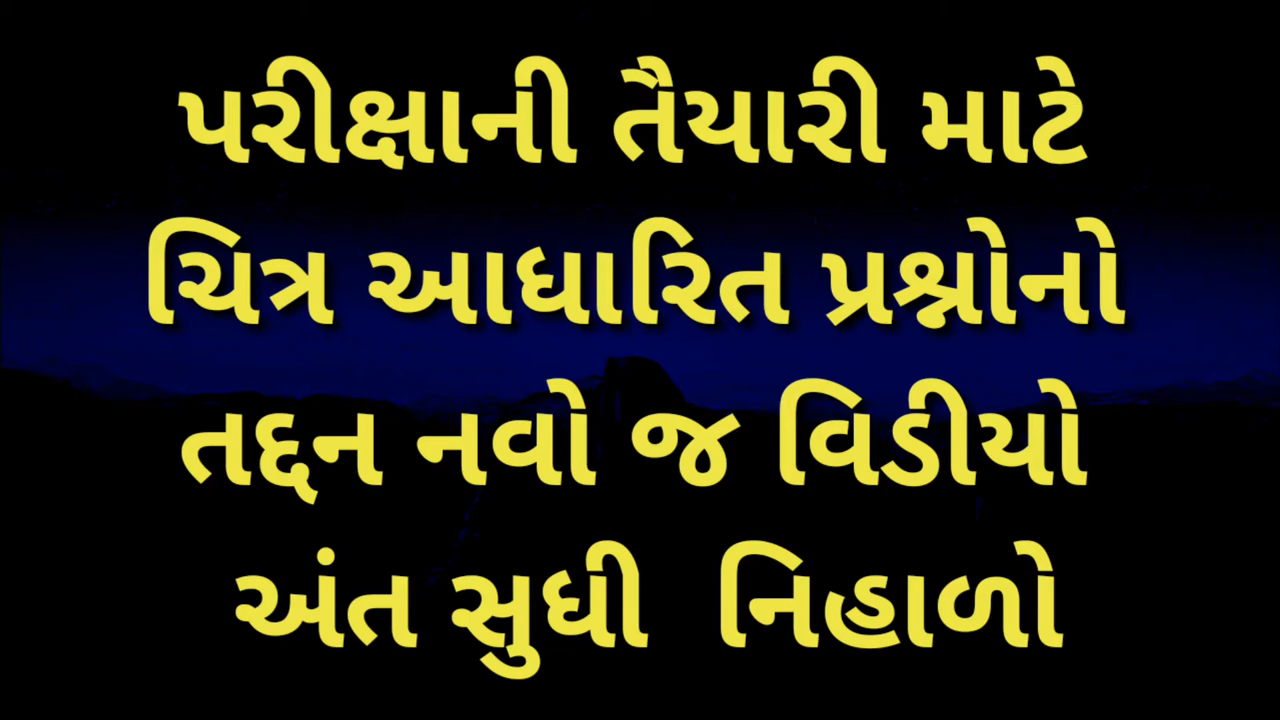 પરીક્ષાની તૈયારી માટે
ચિત્ર આધારિત પ્રશ્નોનો
તદ્દન નવો જ વિડીયો
અંત સુધી નિહાળો